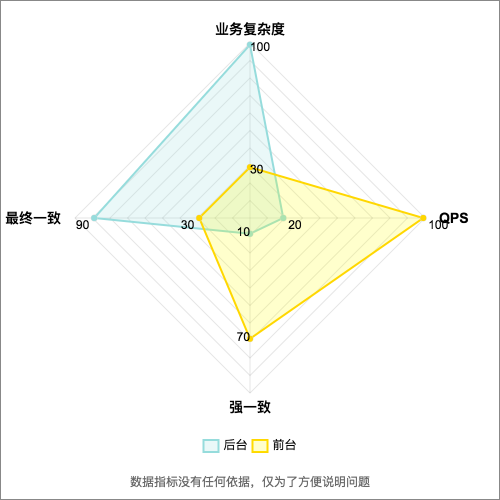 业务复杂度
100
30
最终一致
90
30
10
20
100
QPS
70
强一致
后台 前台
数据指标没有任何依据，仅为了方便说明问题